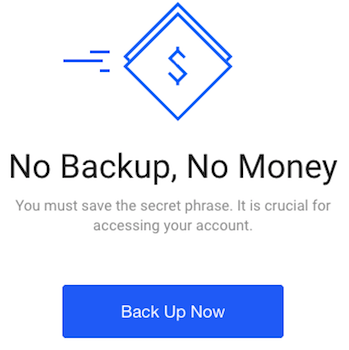 $
No Backup, No Money
You must save the secret phrase. It is crucial for
accessing your account.
Back Up Now